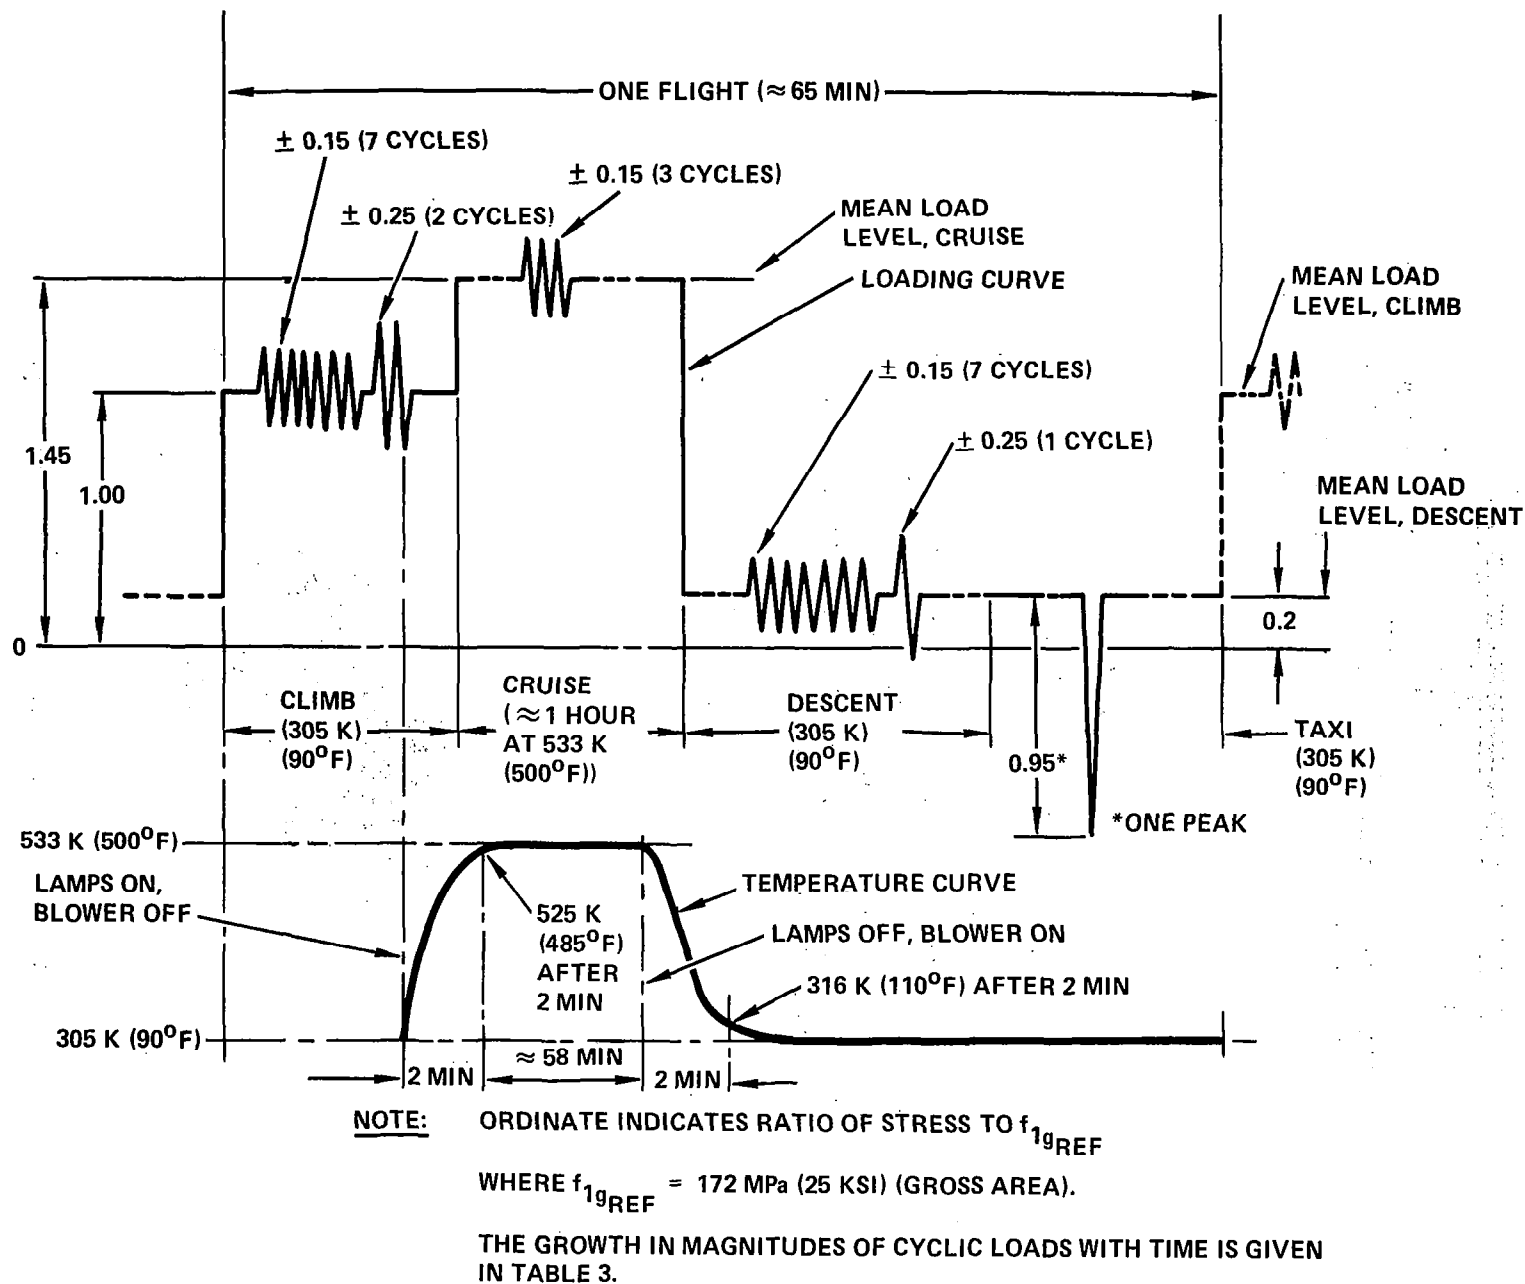 ONE FLIGHT (≈ 65 MIN)
± 0.15 (7 CYCLES)
± 0.15 (3 CYCLES)
± 0.25 (2 CYCLES)
MEAN LOAD
LEVEL, CRUISE
LOADING CURVE
MEAN LOAD
LEVEL, CLIMB
± 0.15 (7 CYCLES)
± 0.25 (1 CYCLE)
1.45
1.00
MEAN LOAD
LEVEL, DESCENT
0.2
0
CLIMB
(305 K)
(90°F)
CRUISE
(≈ 1 HOUR
AT 533 K
(500°F))
DESCENT
(305 K)
(90°F)
0.95*
TAXI
(305 K)
(90°F)
*ONE PEAK
533 K (500°F)
LAMPS ON,
BLOWER OFF
TEMPERATURE CURVE
525 K
(485°F)
AFTER
2 MIN
LAMPS OFF, BLOWER ON
316 K (110°F) AFTER 2 MIN
305 K (90°F)
2 MIN
≈ 58 MIN
2 MIN
NOTE: ORDINATE INDICATES RATIO OF STRESS TO f1gREF
WHERE f1gREF = 172 MPa (25 KSI) (GROSS AREA).
THE GROWTH IN MAGNITUDES OF CYCLIC LOADS WITH TIME IS GIVEN
IN TABLE 3.